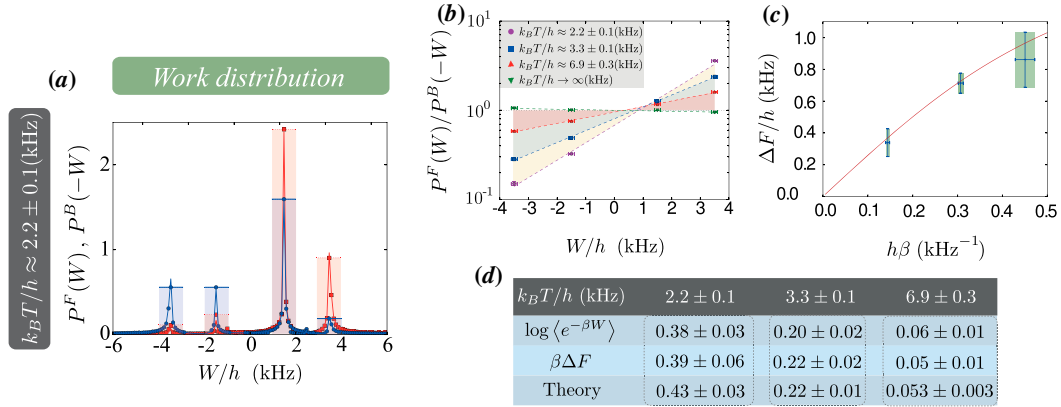 (a)
Work distribution
k_BT/h ≈ 2.2 ± 0.1(kHz)
P^F(W) , P^B(−W)
2
1
0
-6 -4 -2 0 2 4 6
W/h (kHz)
(b)
P^F(W)/P^B(−W)
10^1
10^0
10^-1
k_BT/h ≈ 2.2 ± 0.1(kHz)
k_BT/h ≈ 3.3 ± 0.1(kHz)
k_BT/h ≈ 6.9 ± 0.3(kHz)
k_BT/h → ∞(kHz)
-4 -3 -2 -1 0 1 2 3 4
W/h (kHz)
(c)
ΔF/h (kHz)
1.0
0.8
0.6
0.4
0.2
0.0
0.0 0.1 0.2 0.3 0.4 0.5
hβ (kHz^-1)
(d)
k_BT/h (kHz) 2.2 ± 0.1 3.3 ± 0.1 6.9 ± 0.3
log ⟨e^−βW⟩ 0.38 ± 0.03 0.20 ± 0.02 0.06 ± 0.01
βΔF 0.39 ± 0.06 0.22 ± 0.02 0.05 ± 0.01
Theory 0.43 ± 0.03 0.22 ± 0.01 0.053 ± 0.003